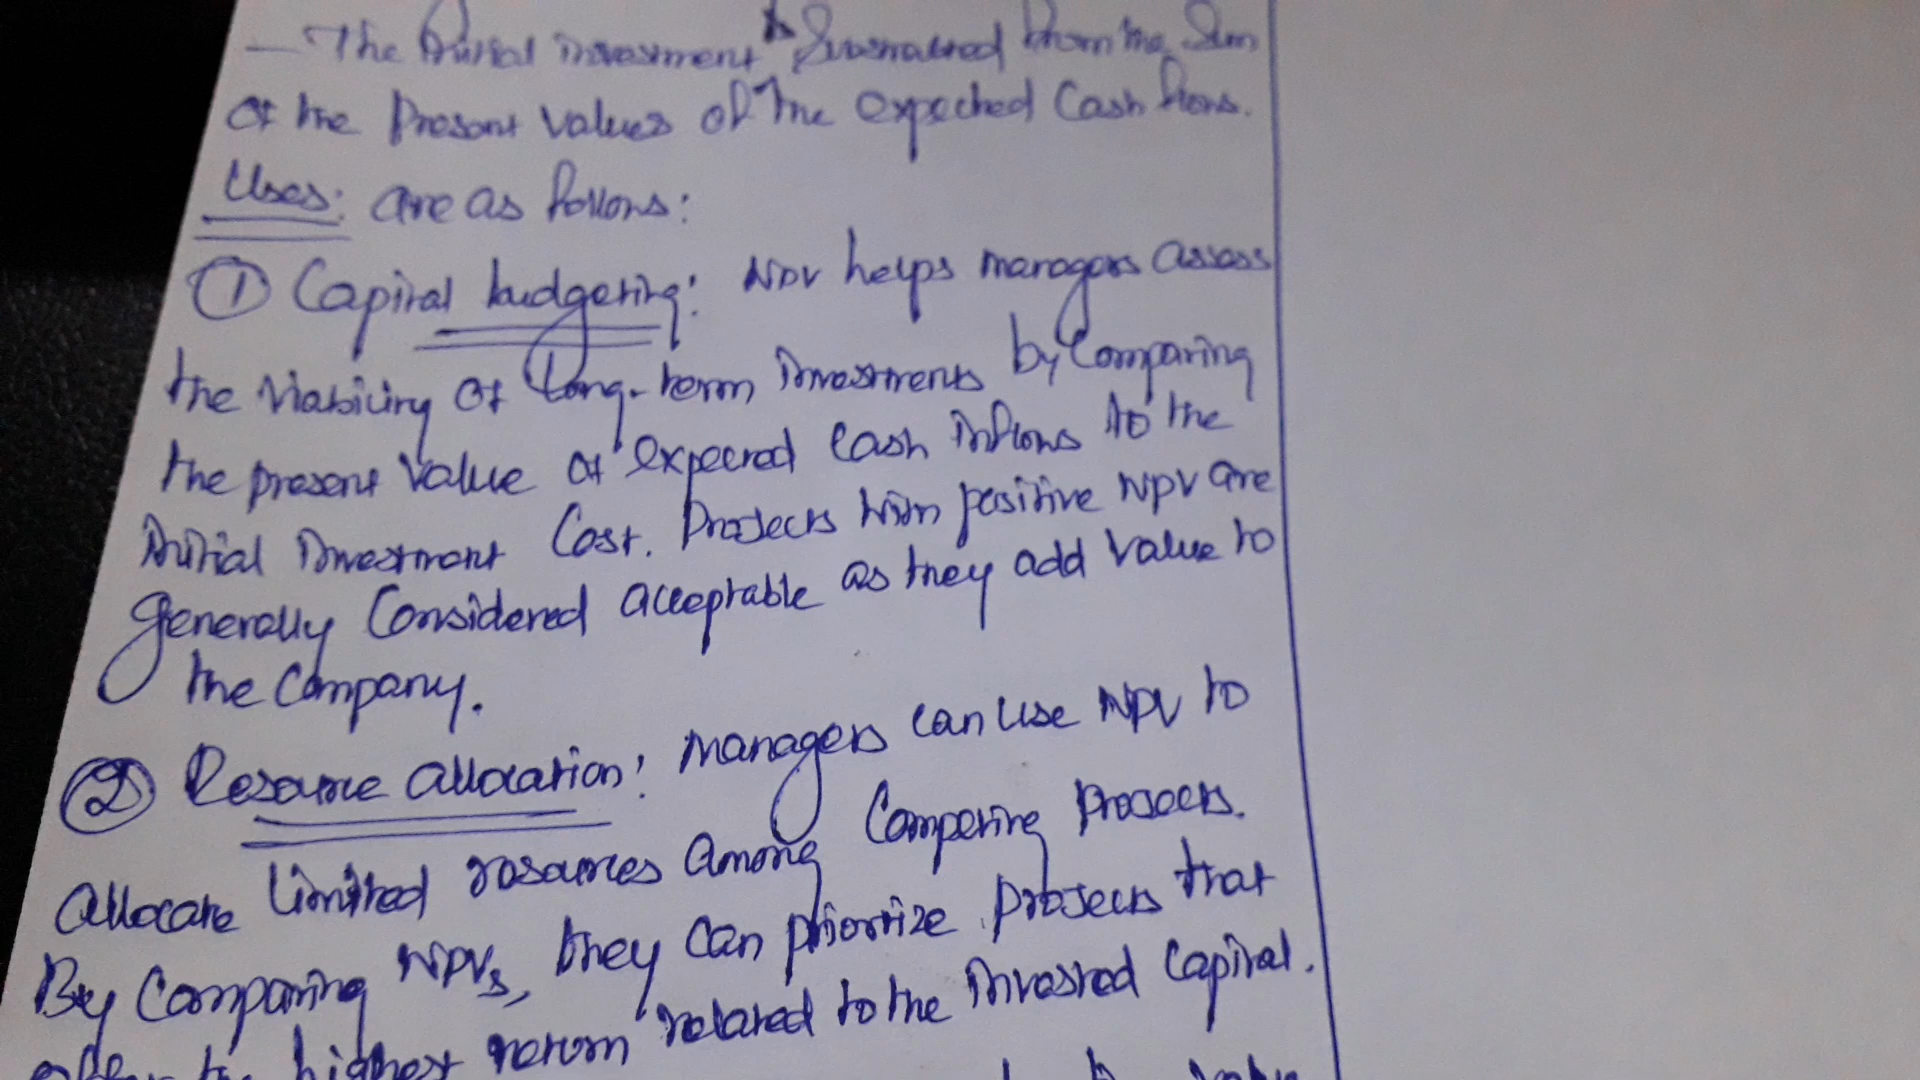 - The Initial investment is Subtracted from the Sum
of the Present values of the expected Cash flows.
Uses: are as follows:
① Capital budgeting: NPV helps managers assess
the viability of long-term investments by Comparing
the present value of expected Cash inflows to the
Initial investment Cost. Projects with positive NPV are
generally Considered acceptable as they add value to
the Company.
② Resource allocation: Managers can use NPV to
allocate limited resources among Competing projects.
By Comparing NPVs, they can prioritize projects that
offer the highest return related to the invested Capital.